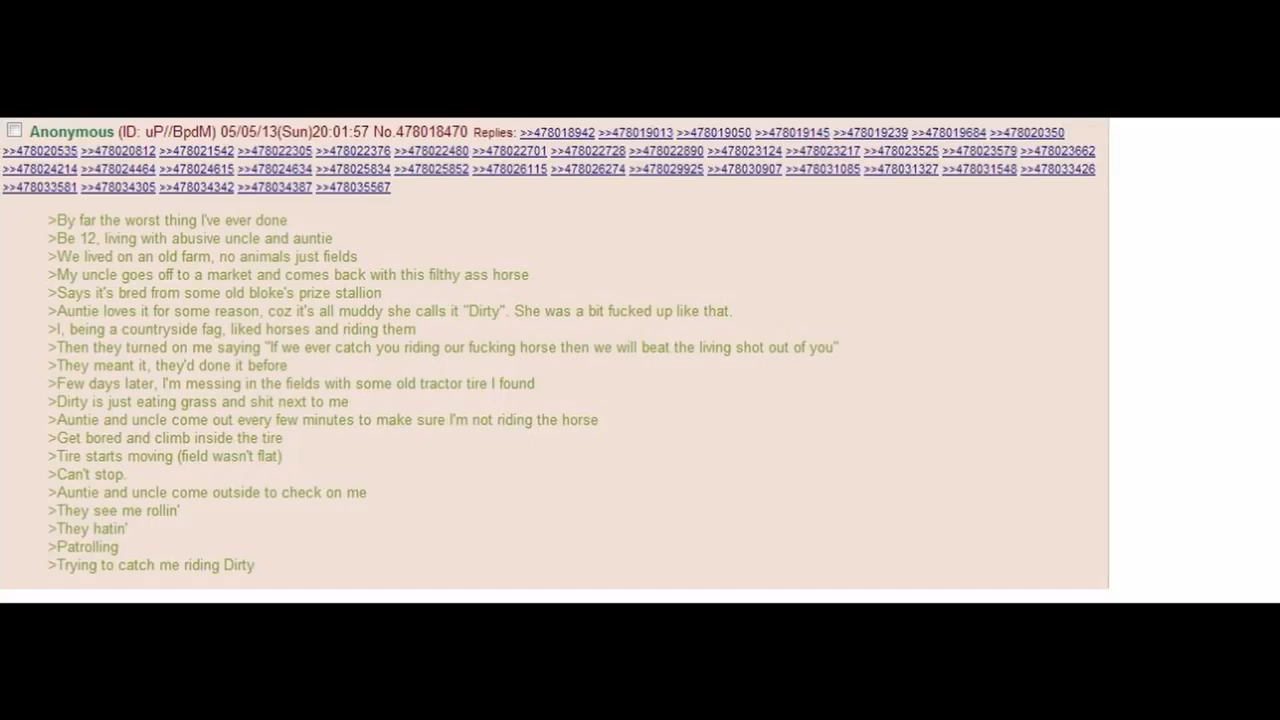 Anonymous (ID: uP//BpdM) 05/05/13(Sun)20:01:57 No.478018470 Replies: >>478018942 >>478019013 >>478019050 >>478019145 >>478019239 >>478019684 >>478020350
>>478020535 >>478020812 >>478021542 >>478022305 >>478022376 >>478022480 >>478022701 >>478022728 >>478022890 >>478023124 >>478023217 >>478023525 >>478023579 >>478023662
>>478024214 >>478024464 >>478024615 >>478024634 >>478025834 >>478025852 >>478026115 >>478026274 >>478029925 >>478030907 >>478031085 >>478031327 >>478031548 >>478033426
>>478033581 >>478034305 >>478034342 >>478034387 >>478035567
>By far the worst thing I've ever done
>Be 12, living with abusive uncle and auntie
>We lived on an old farm, no animals just fields
>My uncle goes off to a market and comes back with this filthy ass horse
>Says it's bred from some old bloke's prize stallion
>Auntie loves it for some reason, coz it's all muddy she calls it "Dirty". She was a bit fucked up like that.
>I, being a countryside fag, liked horses and riding them
>Then they turned on me saying "If we ever catch you riding our fucking horse then we will beat the living shot out of you"
>They meant it, they'd done it before
>Few days later, I'm messing in the fields with some old tractor tire I found
>Dirty is just eating grass and shit next to me
>Auntie and uncle come out every few minutes to make sure I'm not riding the horse
>Get bored and climb inside the tire
>Tire starts moving (field wasn't flat)
>Can't stop.
>Auntie and uncle come outside to check on me
>They see me rollin'
>They hatin'
>Patrolling
>Trying to catch me riding Dirty